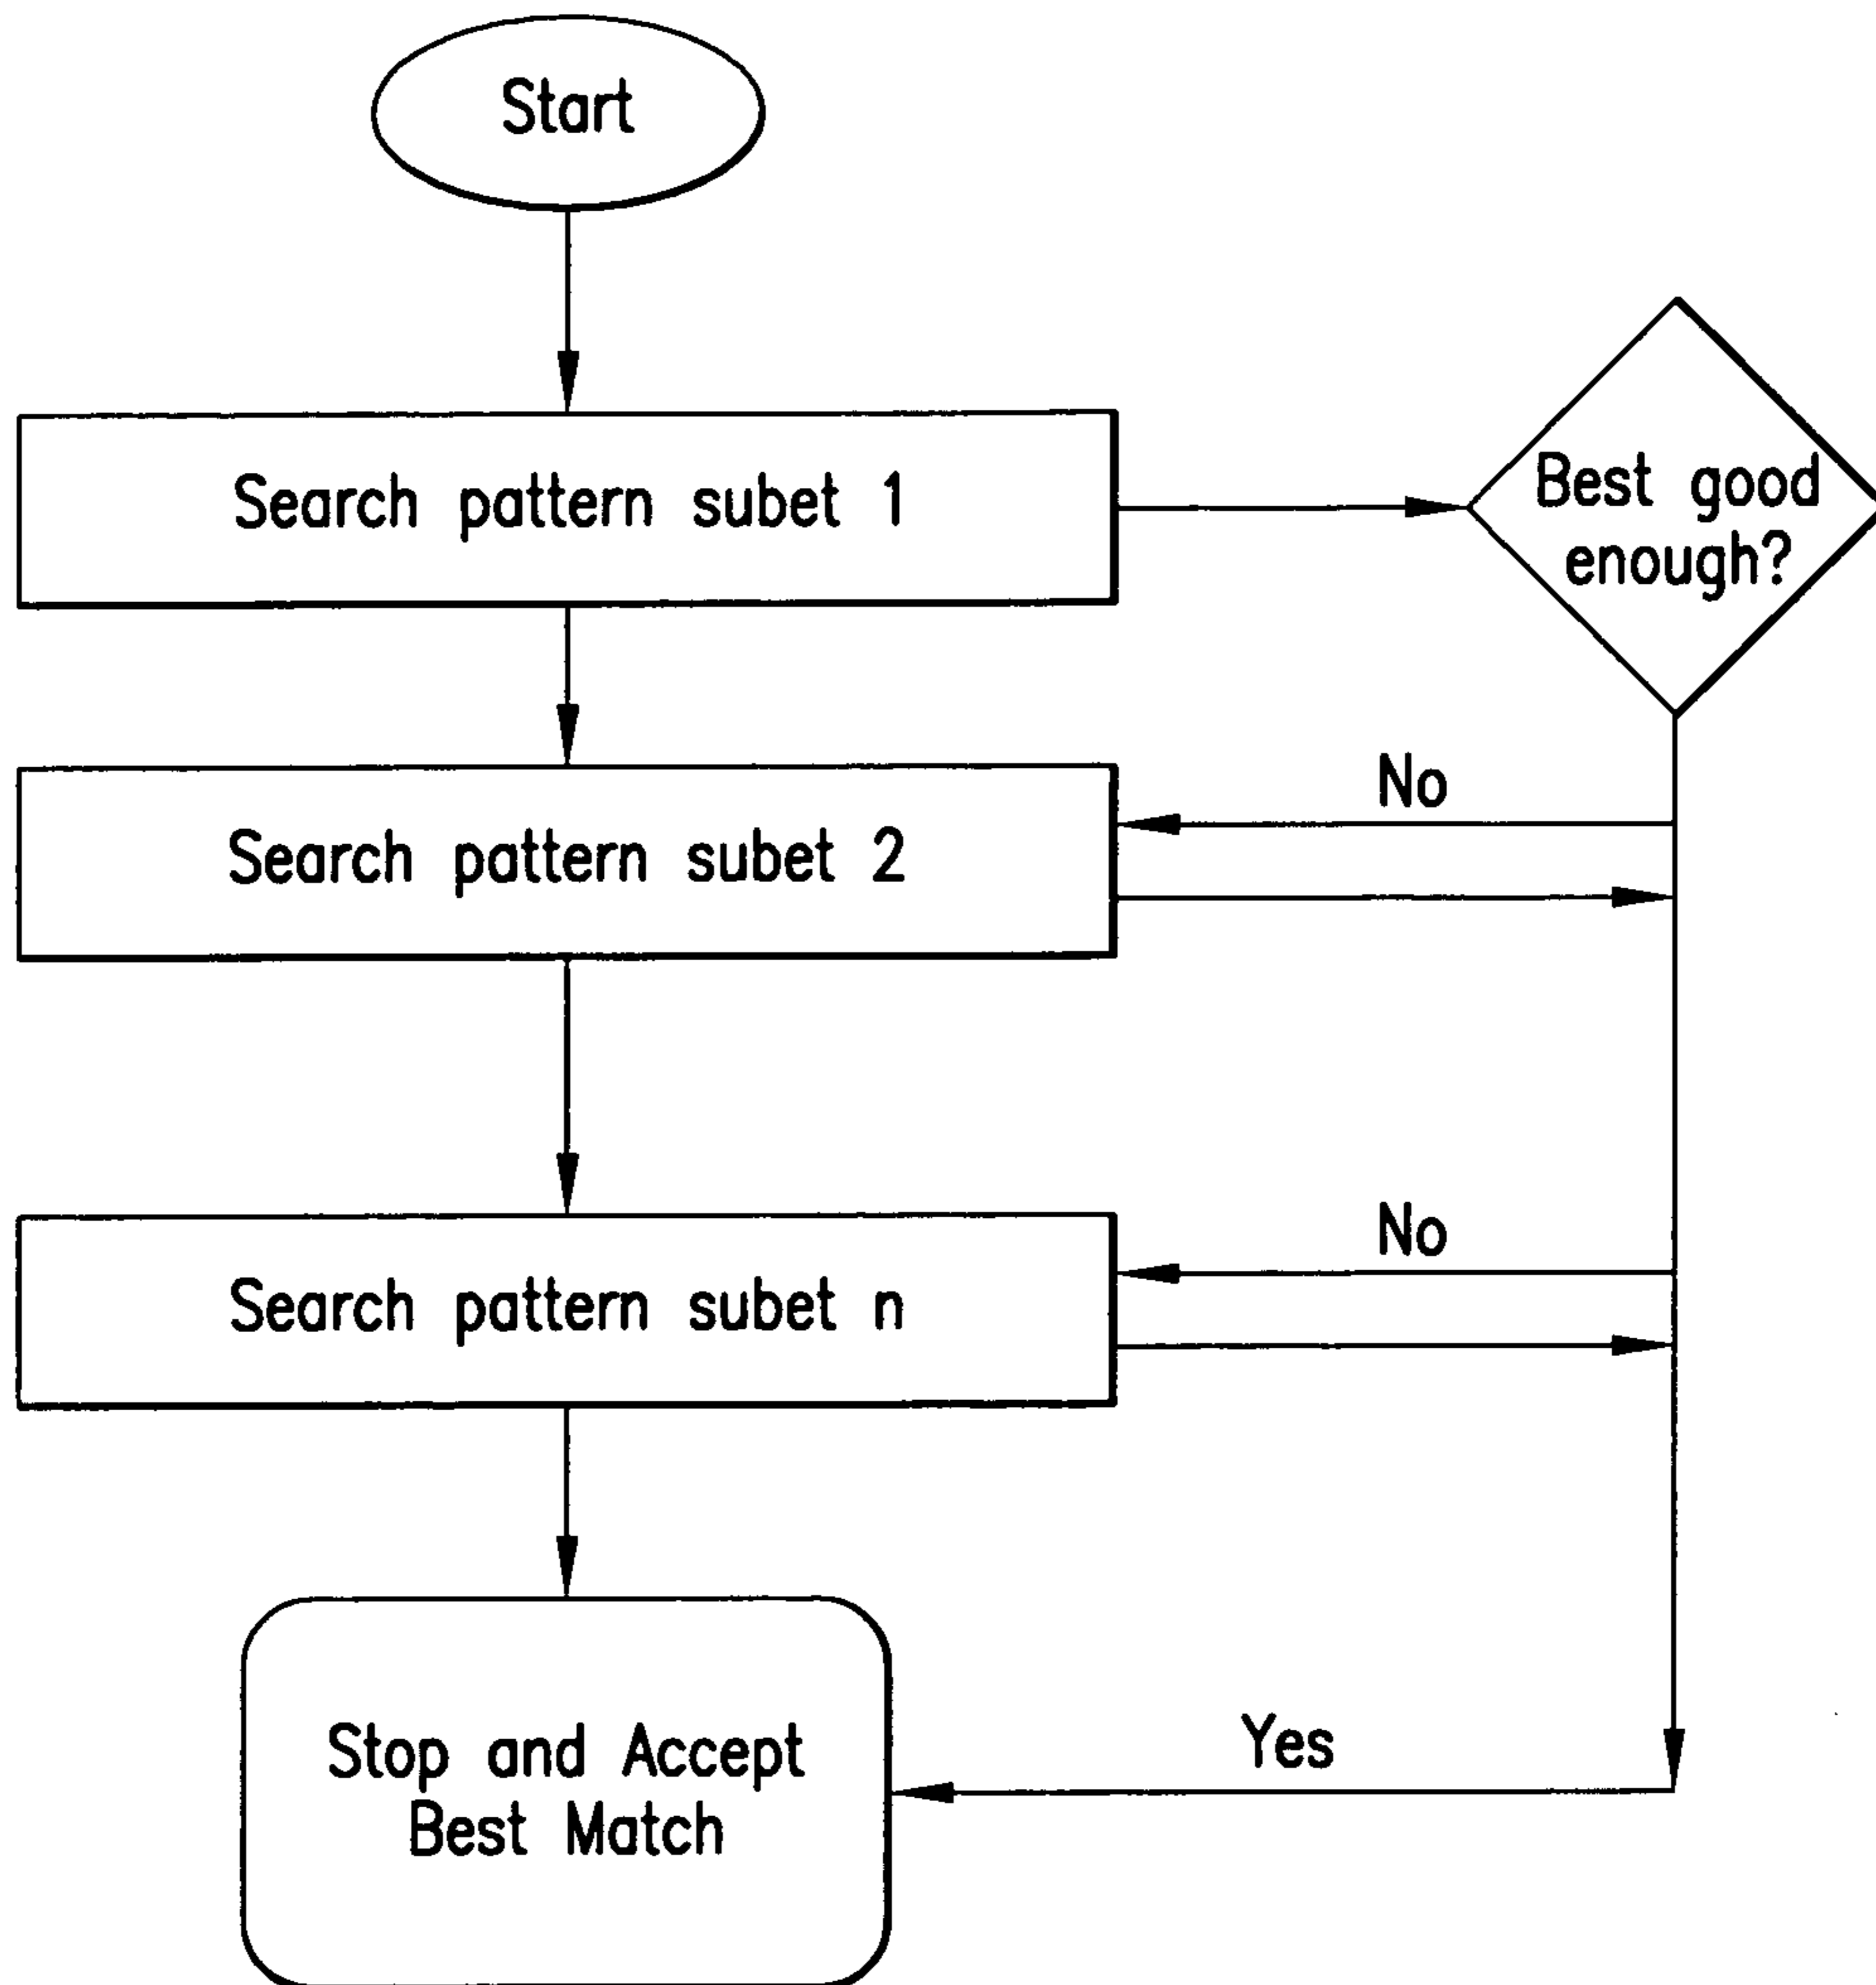 Start
Search pattern subet 1
Best good
enough?
No
Search pattern subet 2
No
Search pattern subet n
Stop and Accept
Best Match
Yes